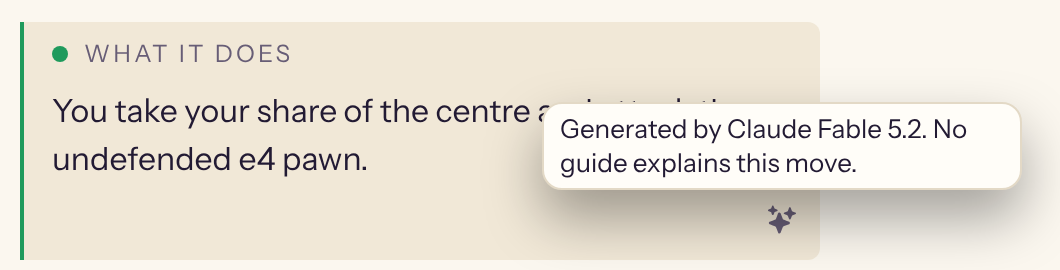 WHAT IT DOES
You take your share of the centre
undefended e4 pawn.
Generated by Claude Fable 5.2. No
guide explains this move.